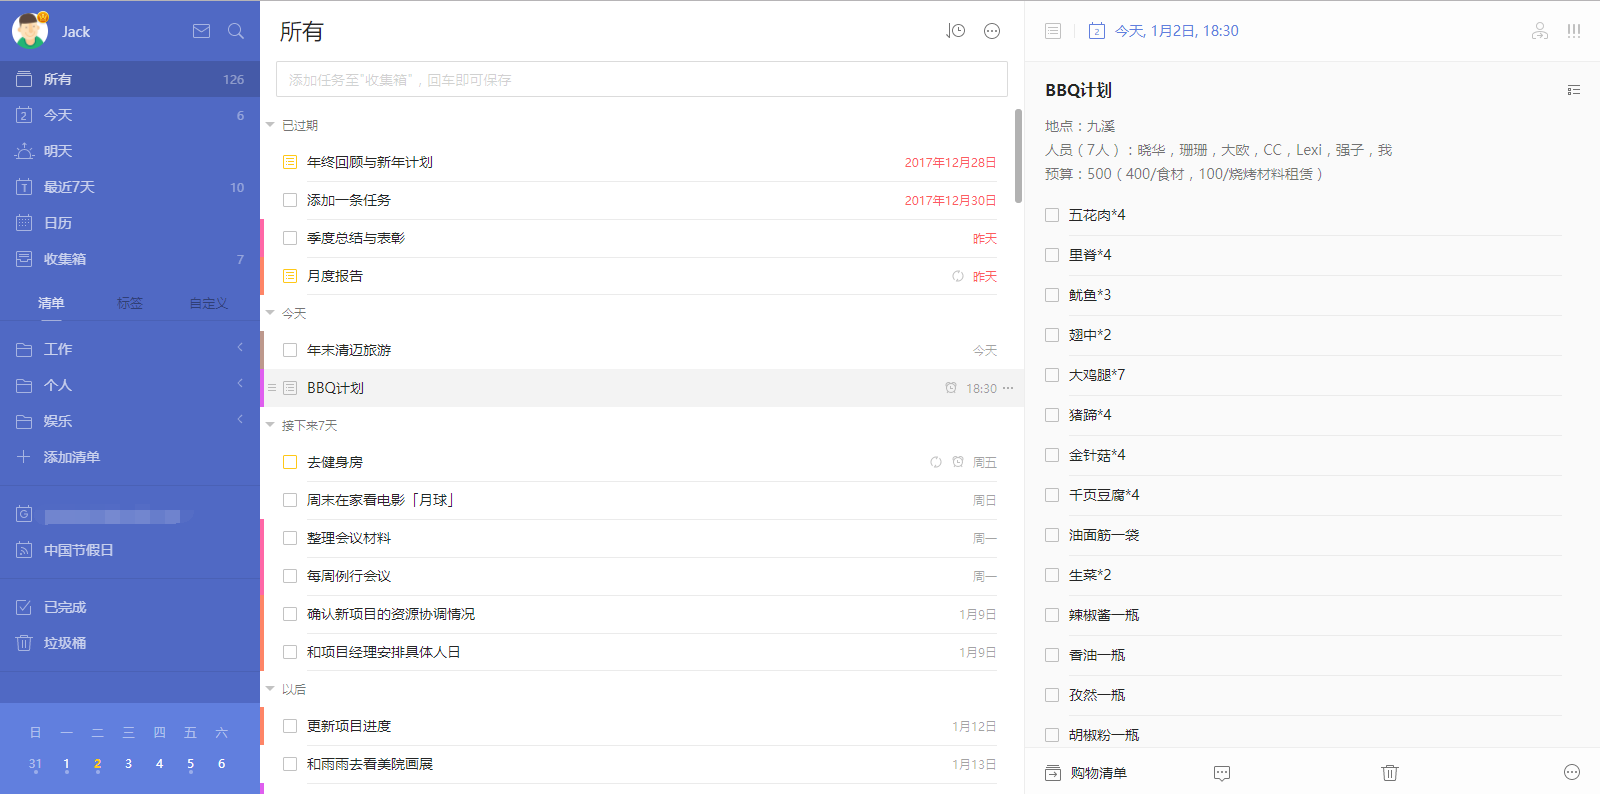 Jack
所有 126
2 今天 6
明天
T 最近7天 10
日历
收集箱 7
清单 标签 自定义
工作
个人
娱乐
添加清单
G
中国节假日
已完成
垃圾桶
日 一 二 三 四 五 六
31 1 2 3 4 5 6
所有
添加任务至"收集箱"，回车即可保存
已过期
年终回顾与新年计划 2017年12月28日
添加一条任务 2017年12月30日
季度总结与表彰 昨天
月度报告 昨天
今天
年末清迈旅游 今天
BBQ计划 18:30
接下来7天
去健身房 周五
周末在家看电影「月球」 周日
整理会议材料 周一
每周例行会议 周一
确认新项目的资源协调情况 1月9日
和项目经理安排具体人日 1月9日
以后
更新项目进度 1月12日
和雨雨去看美院画展 1月13日
2 今天, 1月2日, 18:30
BBQ计划
地点：九溪
人员（7人）：晓华，珊珊，大欧，CC，Lexi，强子，我
预算：500（400/食材，100/烧烤材料租赁）
五花肉*4
里脊*4
鱿鱼*3
翅中*2
大鸡腿*7
猪蹄*4
金针菇*4
千页豆腐*4
油面筋一袋
生菜*2
辣椒酱一瓶
香油一瓶
孜然一瓶
胡椒粉一瓶
购物清单